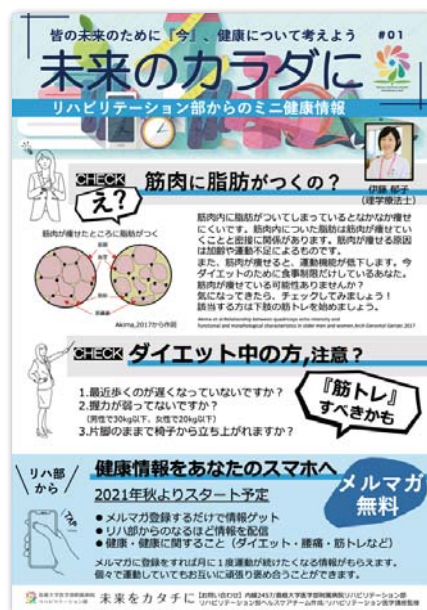 皆の未来のために『今』、健康について考えよう #01
未来のカラダに
リハビリテーション部からのミニ健康情報
CHECK 筋肉に脂肪がつくの?
え?
伊藤 郁子
(理学療法士)
筋肉が痩せたところに脂肪がつく
Akima,2017から作図
筋肉内に脂肪がついてしまっているとなかなか痩せ
にくいです。筋肉内についた脂肪は筋肉が痩せてい
くことと密接に関係があります。筋肉が痩せる原因
は加齢や運動不足によるものです。
また、筋肉が痩せると、運動機能が低下します。今
ダイエットのために食事制限だけしているあなた。
筋肉が痩せている可能性ありませんか?
気になってきたら、チェックしてみましょう!
該当する方は下肢の筋トレを始めましょう。
Akima et al:Relationship between quadriceps echo intensity and
functional and morphological characteristics in older men and women.Arch Gerontol Geriatr.2017
CHECK ダイエット中の方,注意?
1.最近歩くのが遅くなっていないですか?
2.握力が弱ってないですか?
(男性で30kg以下、女性で20kg以下)
3.片脚のままで椅子から立ち上がれますか?
『筋トレ』
すべきかも
リハ部
から
健康情報をあなたのスマホへ
2021年秋よりスタート予定
メルマガ
無料
TAP
●メルマガ登録するだけで情報ゲット
●リハ部からのなるほど情報を配信
●健康・健康に関すること(ダイエット・腰痛・筋トレなど)
メルマガに登録をすれば月に1度運動が続けたくなる情報がもらえます。
個々で運動していてもお互いに頑張り褒め合うことができます。
未来をカタチに